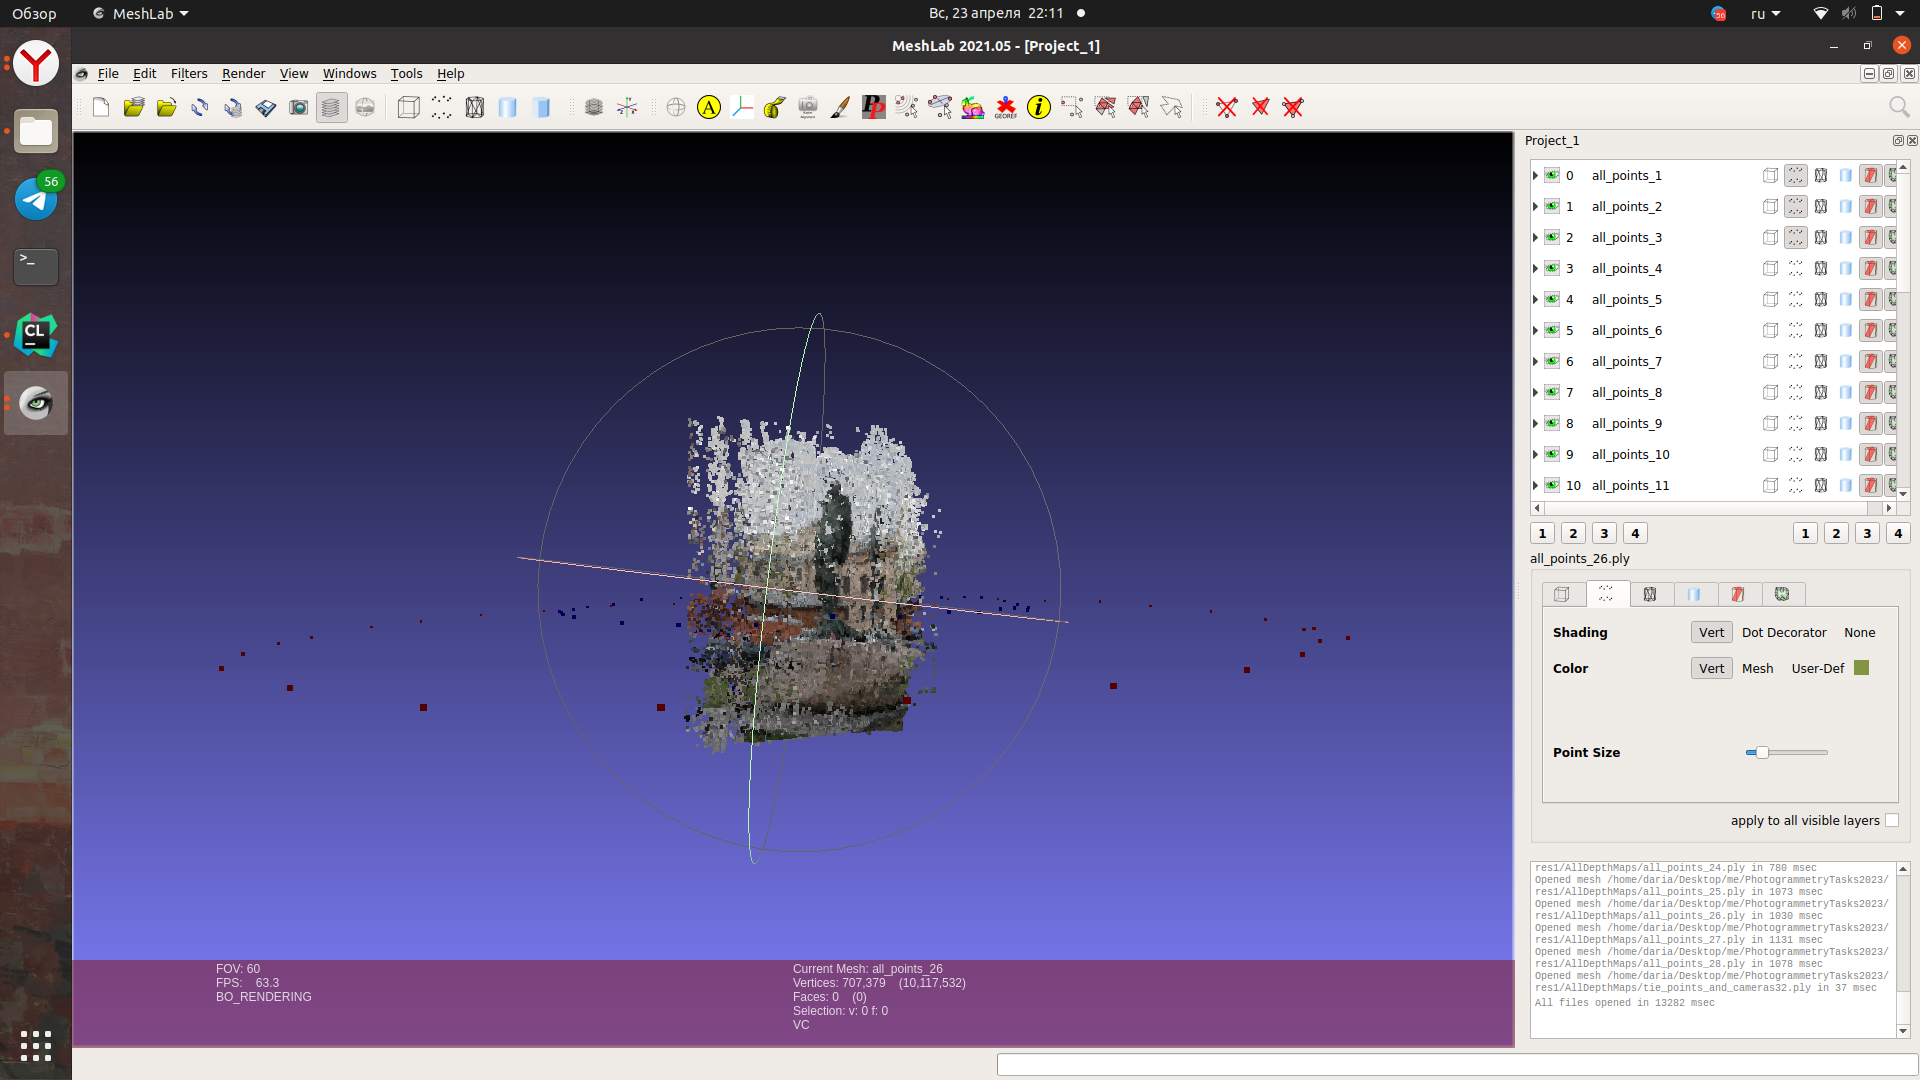 Обзор
MeshLab
Вс, 23 апреля 22:11
56
ru
MeshLab 2021.05 - [Project_1]
File Edit Filters Render View Windows Tools Help
A
PP
GEOREF
i
56
>_
CL
Project_1
0 all_points_1
1 all_points_2
2 all_points_3
3 all_points_4
4 all_points_5
5 all_points_6
6 all_points_7
7 all_points_8
8 all_points_9
9 all_points_10
10 all_points_11
1 2 3 4 1 2 3 4
all_points_26.ply
Shading Vert Dot Decorator None
Color Vert Mesh User-Def
Point Size
apply to all visible layers
res1/AllDepthMaps/all_points_24.ply in 780 msec
Opened mesh /home/daria/Desktop/me/PhotogrammetryTasks2023/
res1/AllDepthMaps/all_points_25.ply in 1073 msec
Opened mesh /home/daria/Desktop/me/PhotogrammetryTasks2023/
res1/AllDepthMaps/all_points_26.ply in 1030 msec
Opened mesh /home/daria/Desktop/me/PhotogrammetryTasks2023/
res1/AllDepthMaps/all_points_27.ply in 1131 msec
Opened mesh /home/daria/Desktop/me/PhotogrammetryTasks2023/
res1/AllDepthMaps/all_points_28.ply in 1078 msec
Opened mesh /home/daria/Desktop/me/PhotogrammetryTasks2023/
res1/AllDepthMaps/tie_points_and_cameras32.ply in 37 msec
All files opened in 13282 msec
FOV: 60
FPS: 63.3
BO_RENDERING
Current Mesh: all_points_26
Vertices: 707,379 (10,117,532)
Faces: 0 (0)
Selection: v: 0 f: 0
VC